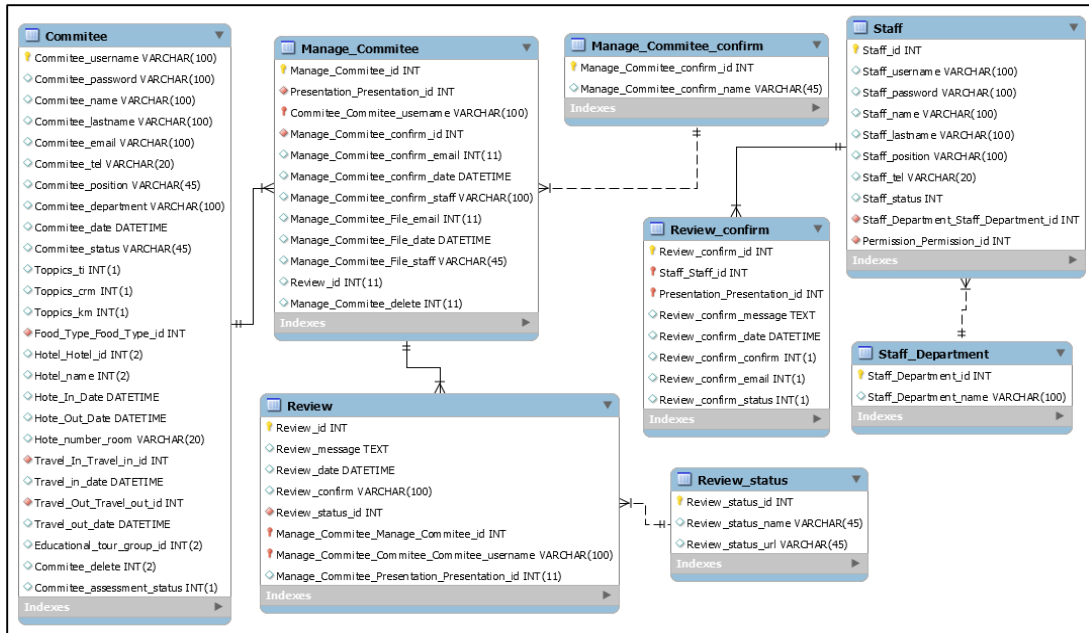 Commitee
Commitee_username VARCHAR(100)
Commitee_password VARCHAR(100)
Commitee_name VARCHAR(100)
Commitee_lastname VARCHAR(100)
Commitee_email VARCHAR(100)
Commitee_tel VARCHAR(20)
Commitee_position VARCHAR(45)
Commitee_department VARCHAR(100)
Commitee_date DATETIME
Commitee_status VARCHAR(45)
Toppics_ti INT(1)
Toppics_crm INT(1)
Toppics_km INT(1)
Food_Type_Food_Type_id INT
Hotel_Hotel_id INT(2)
Hotel_name INT(2)
Hote_In_Date DATETIME
Hote_Out_Date DATETIME
Hote_number_room VARCHAR(20)
Travel_In_Travel_in_id INT
Travel_in_date DATETIME
Travel_Out_Travel_out_id INT
Travel_out_date DATETIME
Educational_tour_group_id INT(2)
Commitee_delete INT(2)
Commitee_assessment_status INT(1)
Indexes
Manage_Commitee
Manage_Commitee_id INT
Presentation_Presentation_id INT
Commitee_Commitee_username VARCHAR(100)
Manage_Commitee_confirm_id INT
Manage_Commitee_confirm_email INT(11)
Manage_Commitee_confirm_date DATETIME
Manage_Commitee_confirm_staff VARCHAR(100)
Manage_Commitee_File_email INT(11)
Manage_Commitee_File_date DATETIME
Manage_Commitee_File_staff VARCHAR(45)
Review_id INT(11)
Manage_Commitee_delete INT(11)
Indexes
Manage_Commitee_confirm
Manage_Commitee_confirm_id INT
Manage_Commitee_confirm_name VARCHAR(45)
Indexes
Staff
Staff_id INT
Staff_username VARCHAR(100)
Staff_password VARCHAR(100)
Staff_name VARCHAR(100)
Staff_lastname VARCHAR(100)
Staff_position VARCHAR(100)
Staff_tel VARCHAR(20)
Staff_status INT
Staff_Department_Staff_Department_id INT
Permission_Permission_id INT
Indexes
Review_confirm
Review_confirm_id INT
Staff_Staff_id INT
Presentation_Presentation_id INT
Review_confirm_message TEXT
Review_confirm_date DATETIME
Review_confirm_confirm INT(1)
Review_confirm_email INT(1)
Review_confirm_status INT(1)
Indexes
Staff_Department
Staff_Department_id INT
Staff_Department_name VARCHAR(100)
Indexes
Review
Review_id INT
Review_message TEXT
Review_date DATETIME
Review_confirm VARCHAR(100)
Review_status_id INT
Manage_Commitee_Manage_Commitee_id INT
Manage_Commitee_Commitee_Commitee_username VARCHAR(100)
Manage_Commitee_Presentation_Presentation_id INT(11)
Indexes
Review_status
Review_status_id INT
Review_status_name VARCHAR(45)
Review_status_url VARCHAR(45)
Indexes